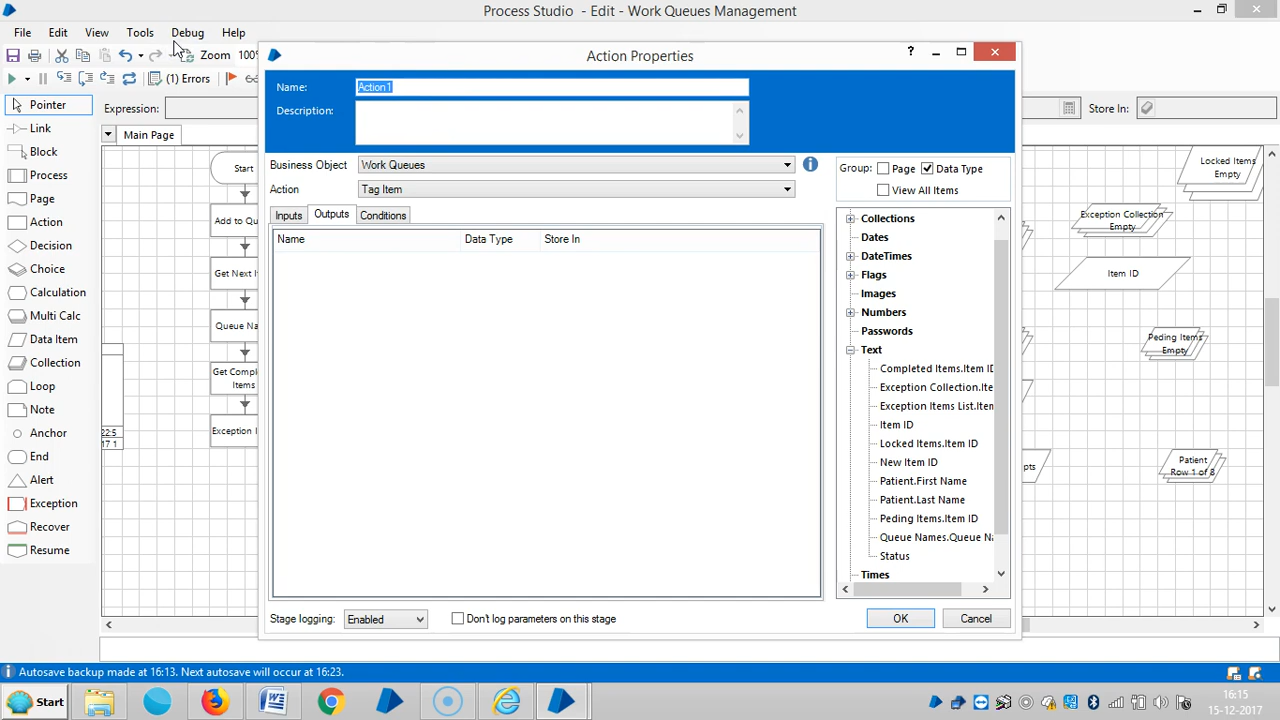 Process Studio - Edit - Work Queues Management
File Edit View Tools Debug Help
Zoom 100%
Action Properties
(1) Errors
Name: Action1
Description:
Expression:
Store In:
Pointer
Link
Block
Process
Page
Action
Decision
Choice
Calculation
Multi Calc
Data Item
Collection
Loop
Note
Anchor
End
Alert
Exception
Recover
Resume
Main Page
Start
Add to Qu
Get Next It
Queue Na
Get Comple
Items
Exception I
22:5
17 1
Business Object Work Queues
Action Tag Item
Inputs Outputs Conditions
Name Data Type Store In
Group: Page Data Type
View All Items
Collections
Dates
DateTimes
Flags
Images
Numbers
Passwords
Text
Completed Items.Item ID
Exception Collection.Ite
Exception Items List.Item
Item ID
Locked Items.Item ID
New Item ID
Patient.First Name
Patient.Last Name
Peding Items.Item ID
Queue Names.Queue Na
Status
Times
Stage logging: Enabled Don't log parameters on this stage
OK Cancel
Locked Items
Empty
Exception Collection
Empty
Item ID
Peding Items
Empty
pts
Patient
Row 1 of 8
Autosave backup made at 16:13. Next autosave will occur at 16:23.
Start
16:15
15-12-2017